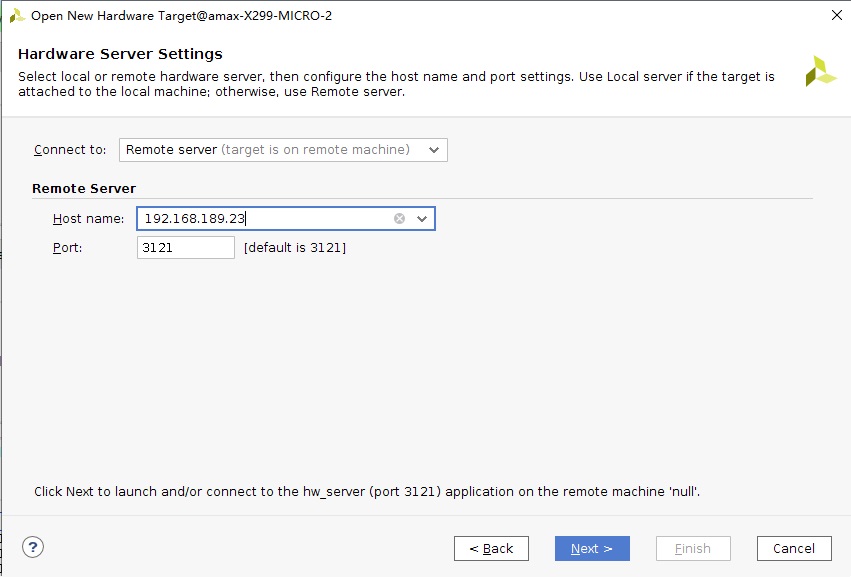 Open New Hardware Target@amax-X299-MICRO-2
Hardware Server Settings
Select local or remote hardware server, then configure the host name and port settings. Use Local server if the target is
attached to the local machine; otherwise, use Remote server.
Connect to: Remote server (target is on remote machine)
Remote Server
Host name: 192.168.189.23
Port: 3121 [default is 3121]
Click Next to launch and/or connect to the hw_server (port 3121) application on the remote machine 'null'.
? < Back Next > Finish Cancel